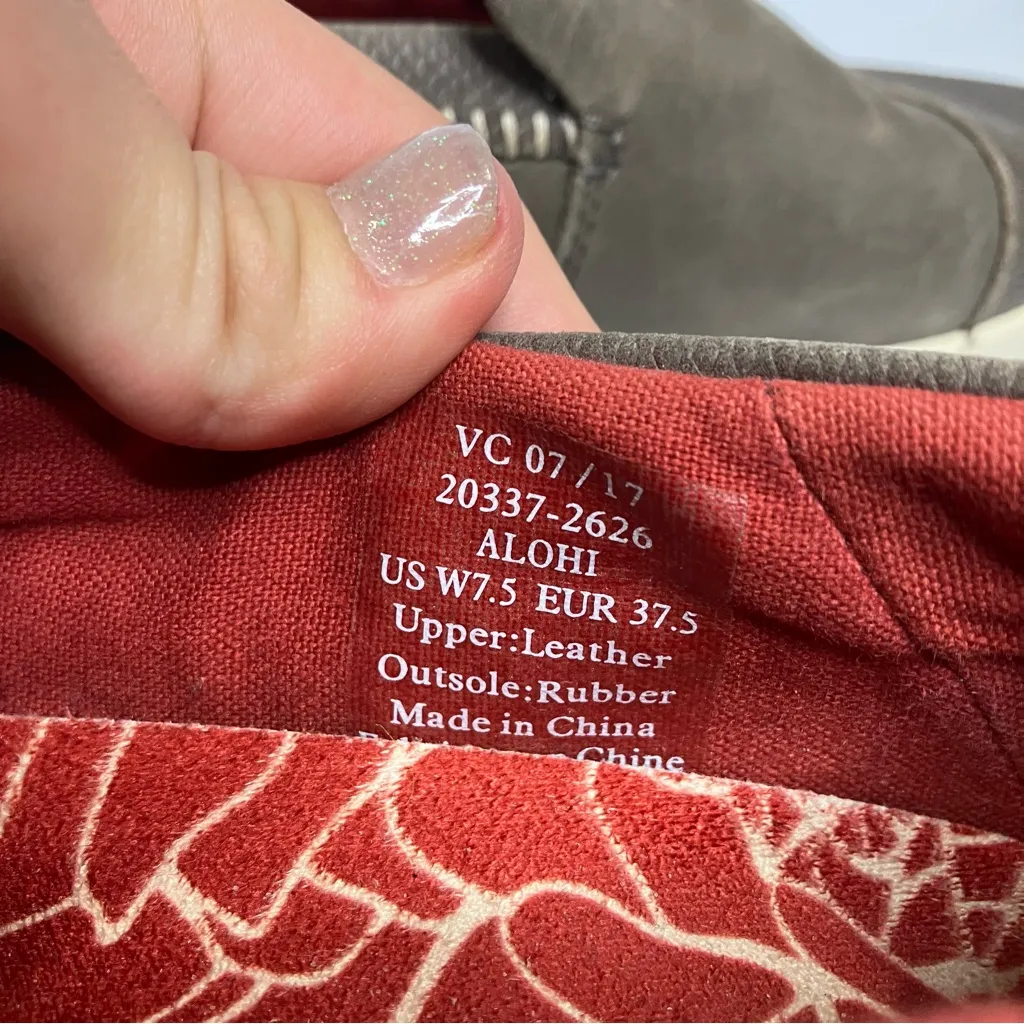 VC 07/17
20337-2626
ALOHI
US W7.5 EUR 37.5
Upper:Leather
Outsole:Rubber
Made in China
Chine